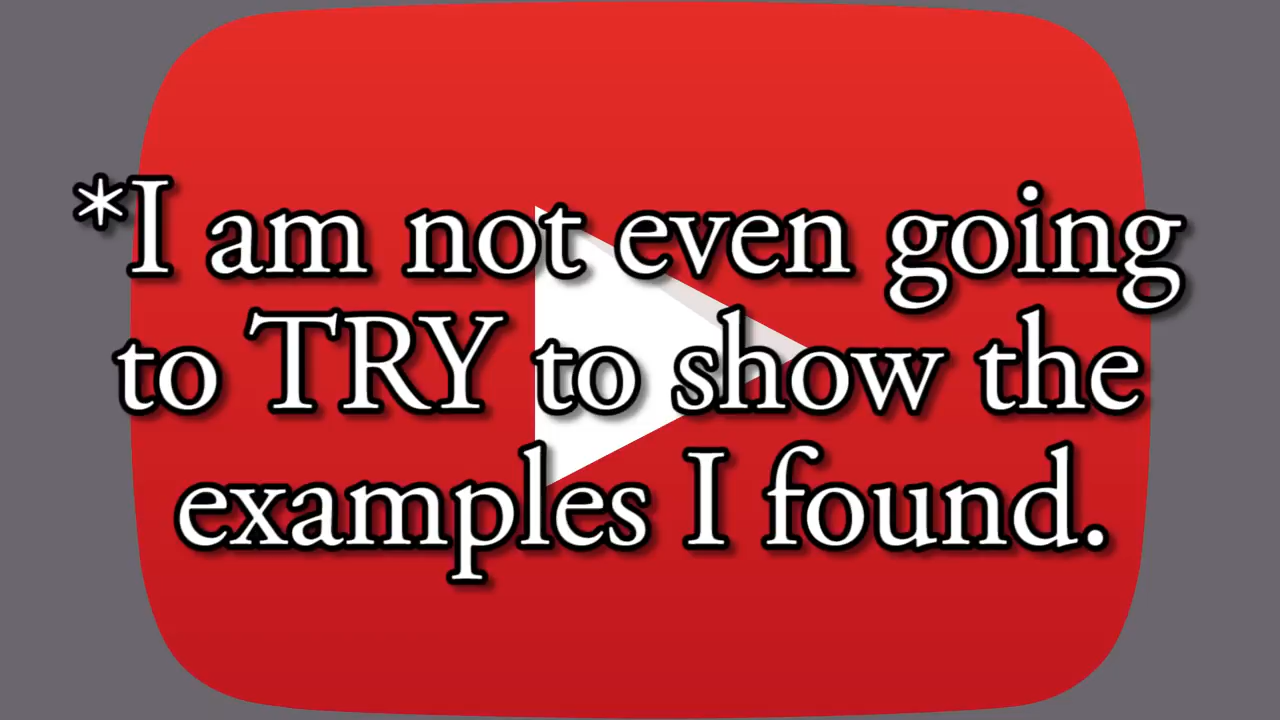 *I am not even going
to TRY to show the
examples I found.